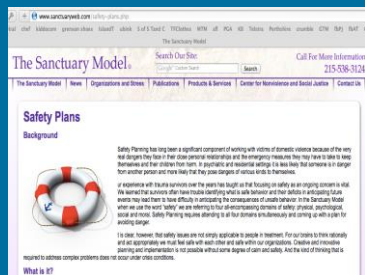 www.sanctuaryweb.com/safety-plans.php
The Sanctuary Model
The Sanctuary Model®
Search Our Site:
Search
Call For More Information
215-538-3124
The Sanctuary Model
News
Organizations and Stress
Publications
Products & Services
Center for Nonviolence and Social Justice
Contact Us
Safety Plans
Background
Safety Planning has long been a significant component of working with victims of domestic violence because of the very
real dangers they face in their close personal relationships and the emergency measures they may have to take to keep
themselves and their children from harm. In psychiatric and residential settings it is less likely that someone is in danger
from another person and more likely that they pose dangers of various kinds to themselves.
ur experience with trauma survivors over the years has taught us that focusing on safety as an ongoing concern is vital.
We learned that survivors often have trouble identifying what is safe behavior and their deficits in anticipating future
events may lead them to have difficulty in anticipating the consequences of unsafe behavior. In the Sanctuary Model
when we use the word "safety" we are referring to four all-encompassing domains of safety: physical, psychological,
social and moral. Safety Planning requires attending to all four domains simultaneously and coming up with a plan for
avoiding danger.
t is clear, however, that safety issues are not simply applicable to people in treatment. For our brains to think rationally
and act appropriately we must feel safe with each other and safe within our organizations. Creative and innovative
planning and implementation is not possible without some degree of calm and safety. And the kind of thinking that is
required to address complex problems does not occur under crisis conditions.
What is it?